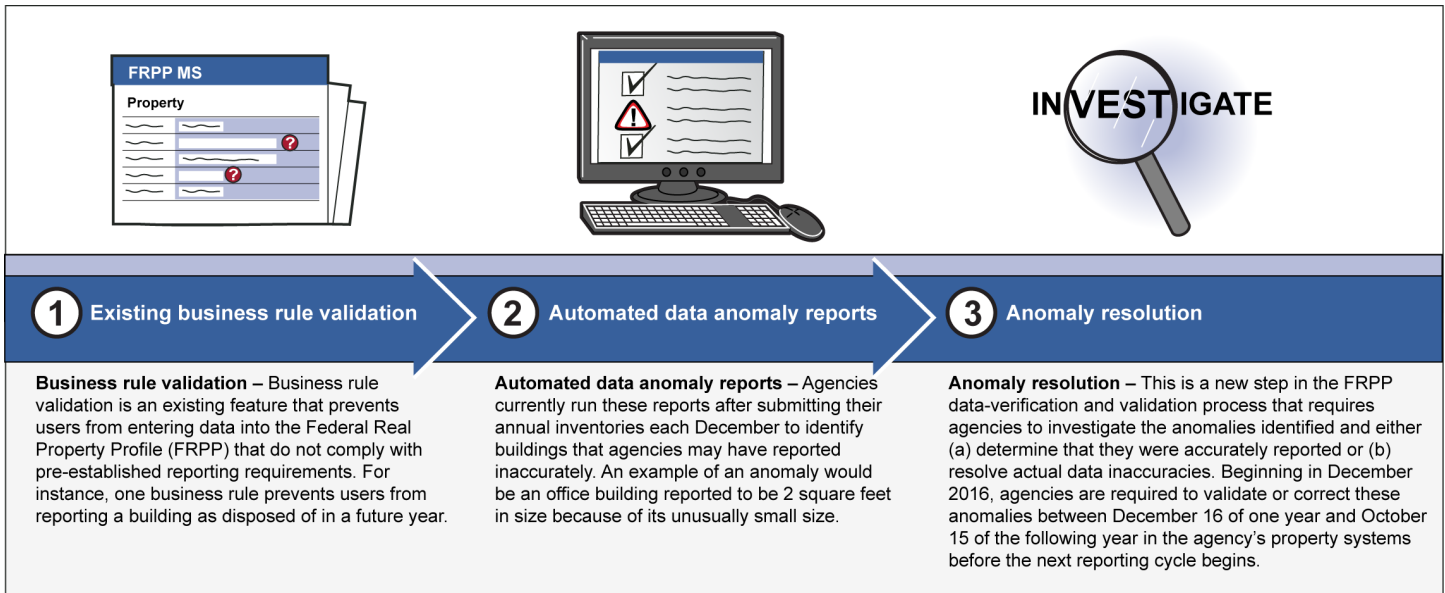 FRPP MS
Property
?
?
INVESTIGATE
1 Existing business rule validation
2 Automated data anomaly reports
3 Anomaly resolution
Business rule validation – Business rule
validation is an existing feature that prevents
users from entering data into the Federal Real
Property Profile (FRPP) that do not comply with
pre-established reporting requirements. For
instance, one business rule prevents users from
reporting a building as disposed of in a future year.
Automated data anomaly reports – Agencies
currently run these reports after submitting their
annual inventories each December to identify
buildings that agencies may have reported
inaccurately. An example of an anomaly would
be an office building reported to be 2 square feet
in size because of its unusually small size.
Anomaly resolution – This is a new step in the FRPP
data-verification and validation process that requires
agencies to investigate the anomalies identified and either
(a) determine that they were accurately reported or (b)
resolve actual data inaccuracies. Beginning in December
2016, agencies are required to validate or correct these
anomalies between December 16 of one year and October
15 of the following year in the agency’s property systems
before the next reporting cycle begins.